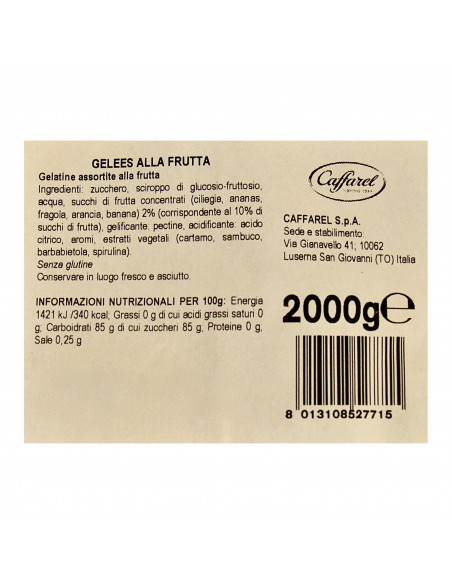 GELEES ALLA FRUTTA
Gelatine assortite alla frutta
Ingredienti: zucchero, sciroppo di glucosio-fruttosio,
acqua, succhi di frutta concentrati (ciliegia, ananas,
fragola, arancia, banana) 2% (corrispondente al 10% di
succhi di frutta), gelificante: pectine, acidificante: acido
citrico, aromi, estratti vegetali (cartamo, sambuco,
barbabietola, spirulina).
Senza glutine
Conservare in luogo fresco e asciutto.
INFORMAZIONI NUTRIZIONALI PER 100g: Energia
1421 kJ /340 kcal; Grassi 0 g di cui acidi grassi saturi 0
g; Carboidrati 85 g di cui zuccheri 85 g; Proteine 0 g;
Sale 0,25 g
Caffarel
CAFFAREL S.p.A.
Sede e stabilimento
Via Gianavello 41; 10062
Luserna San Giovanni (TO) Italia
2000g e
8 013108527715